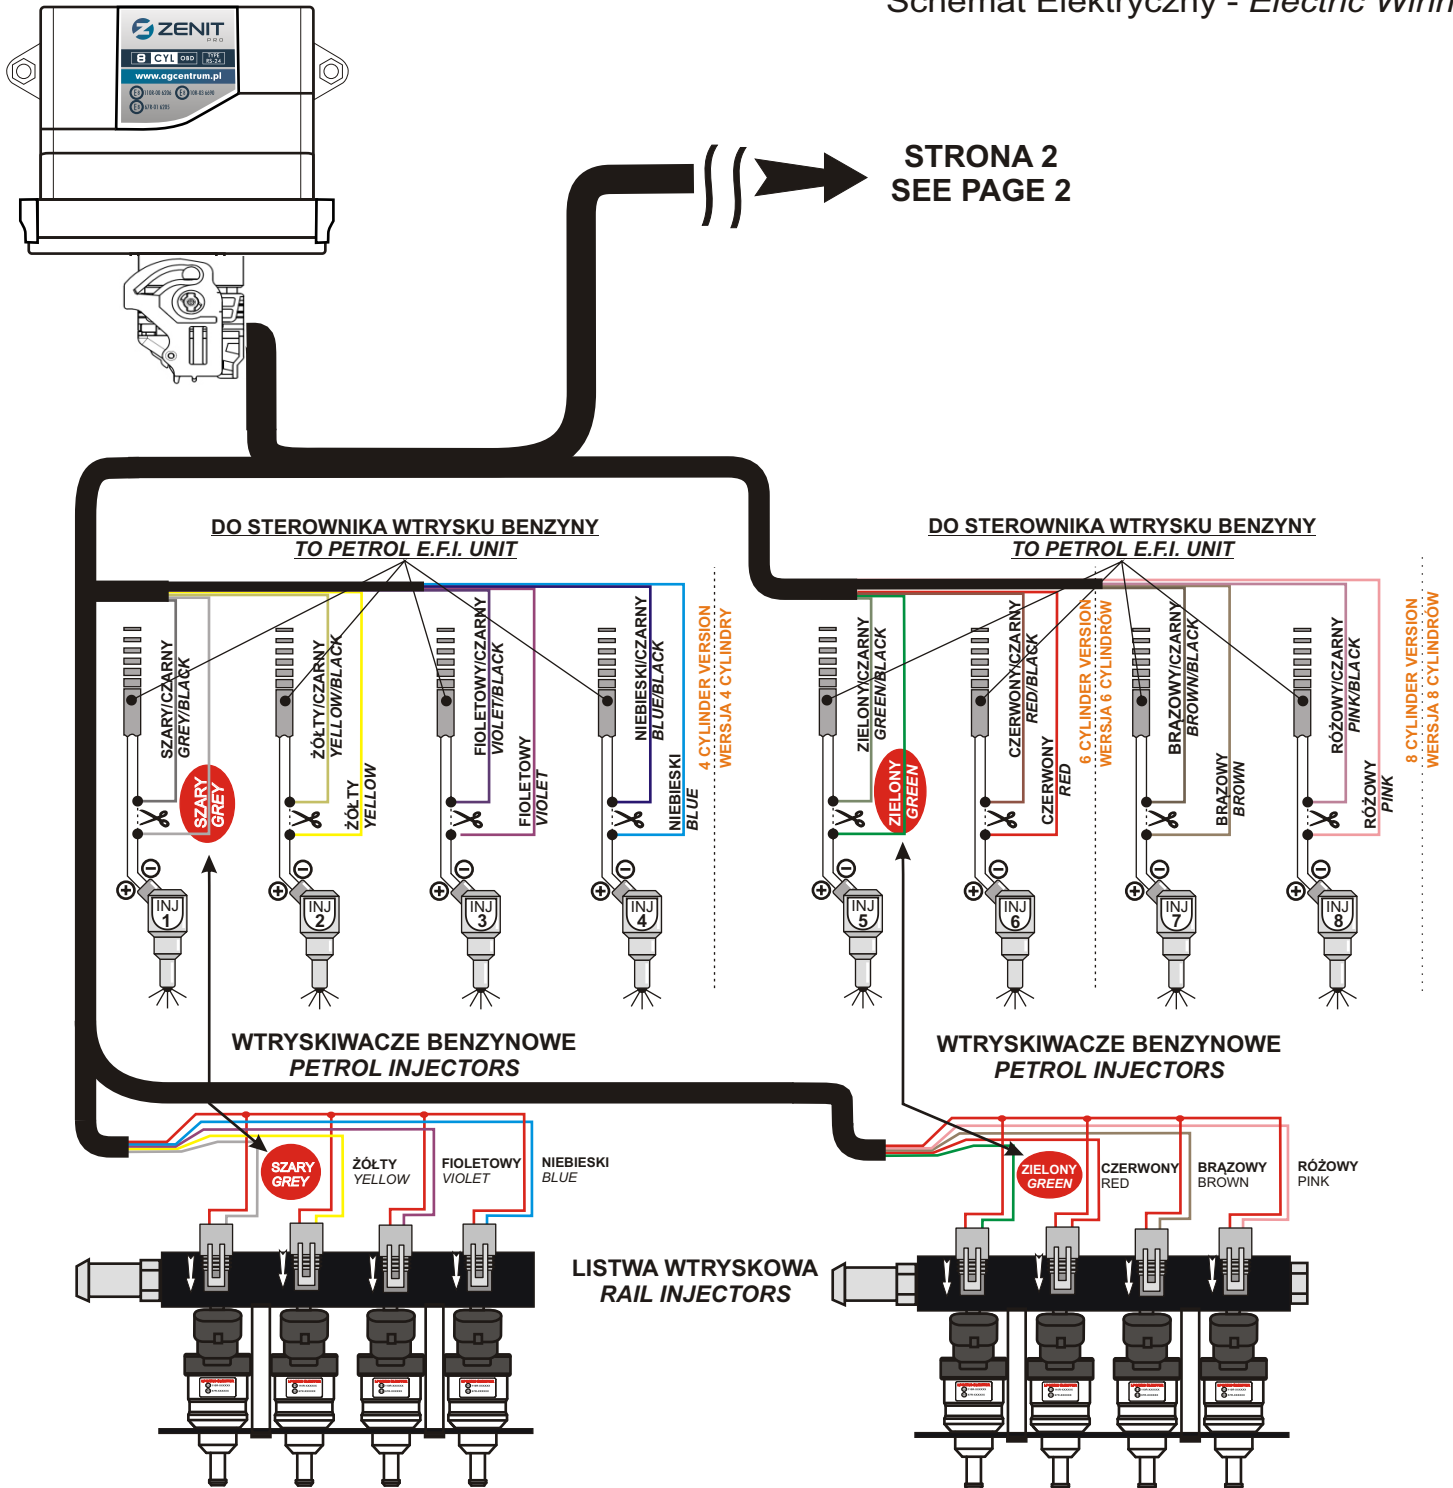 Schemat Elektryczny - Electric Wirin
ZENIT
PRO
8 CYL OBD TYPE RS-24
www.agcentrum.pl
STRONA 2
SEE PAGE 2
DO STEROWNIKA WTRYSKU BENZYNY
TO PETROL E.F.I. UNIT
DO STEROWNIKA WTRYSKU BENZYNY
TO PETROL E.F.I. UNIT
SZARY/CZARNY
GREY/BLACK
SZARY
GREY
ŻÓŁTY/CZARNY
YELLOW/BLACK
ŻÓŁTY
YELLOW
FIOLETOWY/CZARNY
VIOLET/BLACK
FIOLETOWY
VIOLET
NIEBIESKI/CZARNY
BLUE/BLACK
NIEBIESKI
BLUE
4 CYLINDER VERSION
WERSJA 4 CYLINDRY
ZIELONY/CZARNY
GREEN/BLACK
ZIELONY
GREEN
CZERWONY/CZARNY
RED/BLACK
CZERWONY
RED
6 CYLINDER VERSION
WERSJA 6 CYLINDRÓW
BRĄZOWY/CZARNY
BROWN/BLACK
BRĄZOWY
BROWN
RÓŻOWY/CZARNY
PINK/BLACK
RÓŻOWY
PINK
8 CYLINDER VERSION
WERSJA 8 CYLINDRÓW
INJ
1
INJ
2
INJ
3
INJ
4
INJ
5
INJ
6
INJ
7
INJ
8
WTRYSKIWACZE BENZYNOWE
PETROL INJECTORS
WTRYSKIWACZE BENZYNOWE
PETROL INJECTORS
SZARY
GREY
ŻÓŁTY
YELLOW
FIOLETOWY
VIOLET
NIEBIESKI
BLUE
ZIELONY
GREEN
CZERWONY
RED
BRĄZOWY
BROWN
RÓŻOWY
PINK
LISTWA WTRYSKOWA
RAIL INJECTORS